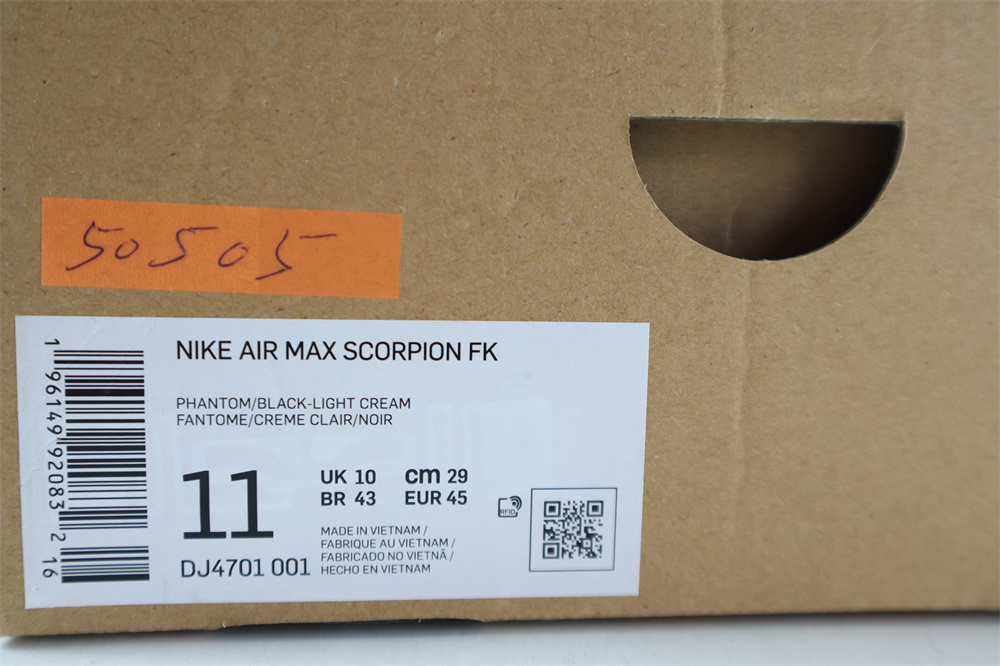 50505
NIKE AIR MAX SCORPION FK
PHANTOM/BLACK-LIGHT CREAM
FANTOME/CREME CLAIR/NOIR
11
UK 10 cm 29
BR 43 EUR 45
MADE IN VIETNAM /
FABRIQUE AU VIETNAM /
FABRICADO NO VIETNÃ /
HECHO EN VIETNAM
DJ4701 001
RFID
1 96149 92083 2 16